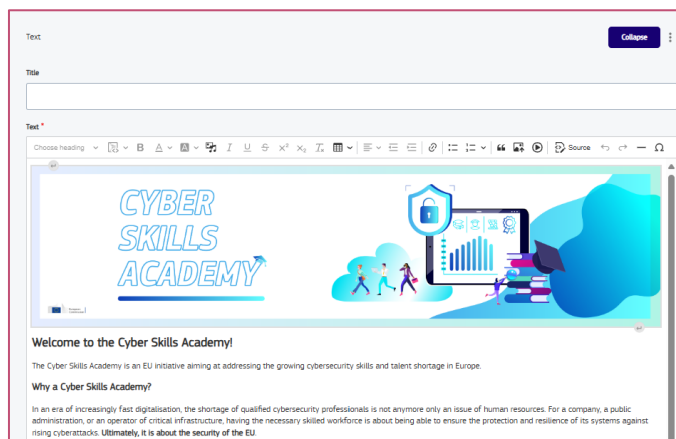 Text
Collapse
Title
Text *
Choose heading
Source
CYBER
SKILLS
ACADEMY
Welcome to the Cyber Skills Academy!
The Cyber Skills Academy is an EU initiative aiming at addressing the growing cybersecurity skills and talent shortage in Europe.
Why a Cyber Skills Academy?
In an era of increasingly fast digitalisation, the shortage of qualified cybersecurity professionals is not anymore only an issue of human resources. For a company, a public
administration, or an operator of critical infrastructure, having the necessary skilled workforce is about being able to ensure the protection and resilience of its systems against
rising cyberattacks. Ultimately, it is about the security of the EU.